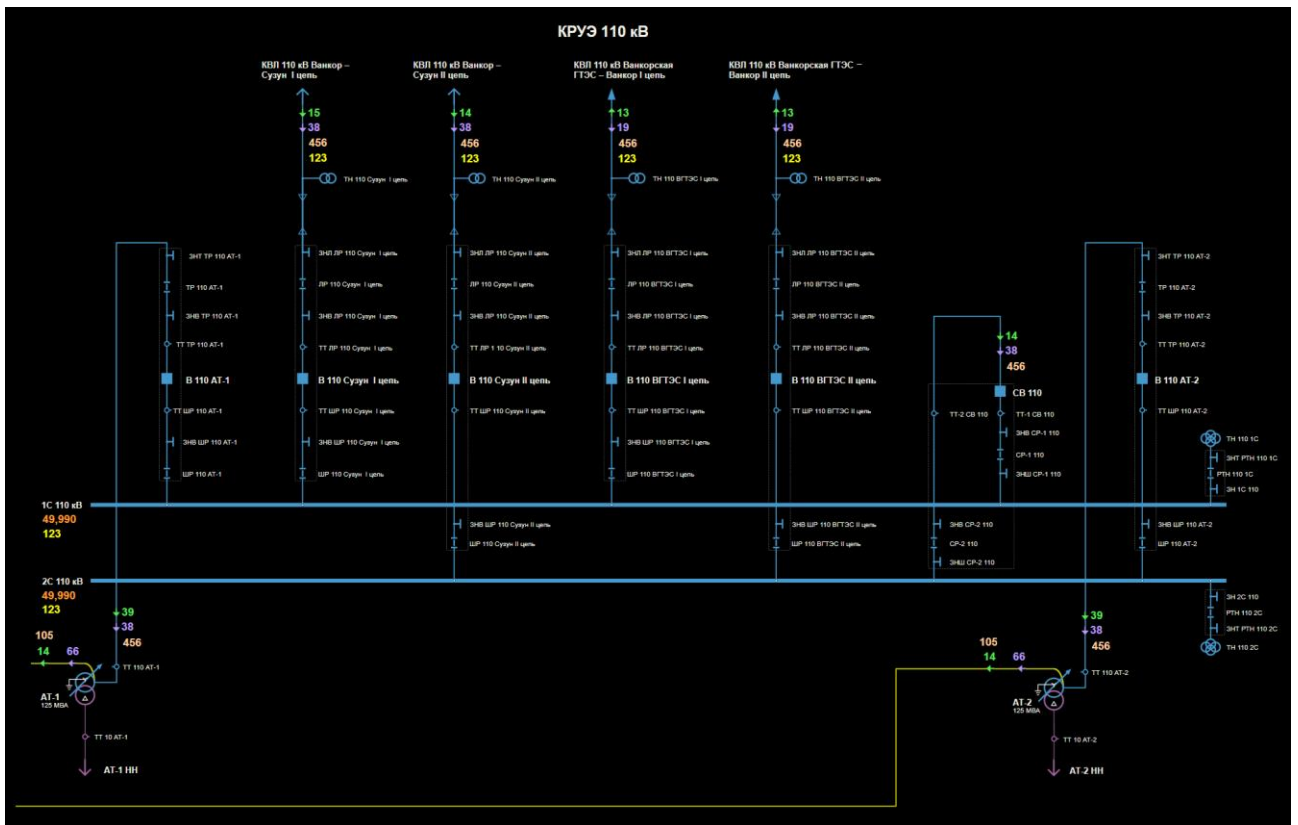 КРУЭ 110 кВ
КВЛ 110 кВ Ванкор –
Сузун I цепь
КВЛ 110 кВ Ванкор –
Сузун II цепь
КВЛ 110 кВ Ванкорская
ГТЭС – Ванкор I цепь
КВЛ 110 кВ Ванкорская ГТЭС –
Ванкор II цепь
15
38
456
123
14
38
456
123
13
19
456
123
13
19
456
123
ТН 110 Сузун I цепь
ТН 110 Сузун II цепь
ТН 110 ВГТЭС I цепь
ТН 110 ВГТЭС II цепь
ЗНТ ТР 110 АТ-1
ТР 110 АТ-1
ЗНВ ТР 110 АТ-1
ТТ ТР 110 АТ-1
В 110 АТ-1
ТТ ШР 110 АТ-1
ЗНВ ШР 110 АТ-1
ШР 110 АТ-1
ЗНЛ ЛР 110 Сузун I цепь
ЛР 110 Сузун I цепь
ЗНВ ЛР 110 Сузун I цепь
ТТ ЛР 110 Сузун I цепь
В 110 Сузун I цепь
ТТ ШР 110 Сузун I цепь
ЗНВ ШР 110 Сузун I цепь
ШР 110 Сузун I цепь
ЗНЛ ЛР 110 Сузун II цепь
ЛР 110 Сузун II цепь
ЗНВ ЛР 110 Сузун II цепь
ТТ ЛР 1 10 Сузун II цепь
В 110 Сузун II цепь
ТТ ШР 110 Сузун II цепь
ЗНВ ШР 110 Сузун II цепь
ШР 110 Сузун II цепь
ЗНЛ ЛР 110 ВГТЭС I цепь
ЛР 110 ВГТЭС I цепь
ЗНВ ЛР 110 ВГТЭС I цепь
ТТ ЛР 110 ВГТЭС I цепь
В 110 ВГТЭС I цепь
ТТ ШР 110 ВГТЭС I цепь
ЗНВ ШР 110 ВГТЭС I цепь
ШР 110 ВГТЭС I цепь
ЗНЛ ЛР 110 ВГТЭС II цепь
ЛР 110 ВГТЭС II цепь
ЗНВ ЛР 110 ВГТЭС II цепь
ТТ ЛР 110 ВГТЭС II цепь
В 110 ВГТЭС II цепь
ТТ ШР 110 ВГТЭС II цепь
ЗНВ ШР 110 ВГТЭС II цепь
ШР 110 ВГТЭС II цепь
14
38
456
СВ 110
ТТ-2 СВ 110
ТТ-1 СВ 110
ЗНВ СР-1 110
СР-1 110
ЗНШ СР-1 110
ЗНВ СР-2 110
СР-2 110
ЗНШ СР-2 110
ЗНТ ТР 110 АТ-2
ТР 110 АТ-2
ЗНВ ТР 110 АТ-2
ТТ ТР 110 АТ-2
В 110 АТ-2
ТТ ШР 110 АТ-2
ЗНВ ШР 110 АТ-2
ШР 110 АТ-2
ТН 110 1С
ЗНТ РТН 110 1С
РТН 110 1С
ЗН 1С 110
1С 110 кВ
49,990
123
2С 110 кВ
49,990
123
ЗН 2С 110
РТН 110 2С
ЗНТ РТН 110 2С
ТН 110 2С
39
38
456
105
14
66
ТТ 110 АТ-1
АТ-1
125 МВА
ТТ 10 АТ-1
АТ-1 НН
39
38
456
105
14
66
ТТ 110 АТ-2
АТ-2
125 МВА
ТТ 10 АТ-2
АТ-2 НН